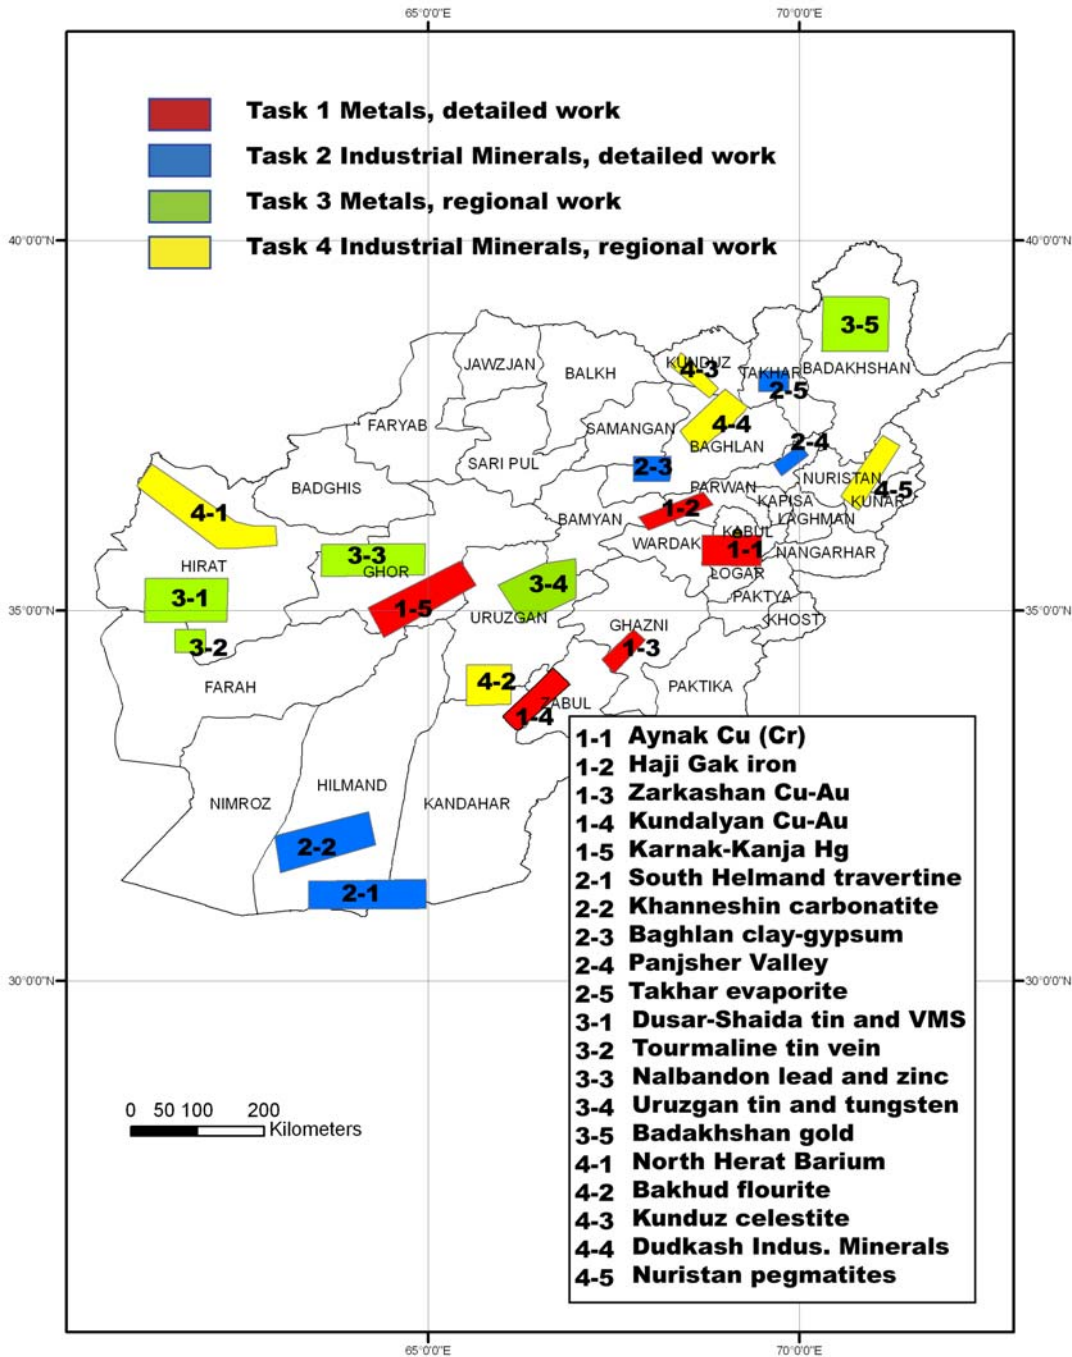 65°0'0"E 70°0'0"E
Task 1 Metals, detailed work
Task 2 Industrial Minerals, detailed work
Task 3 Metals, regional work
Task 4 Industrial Minerals, regional work
40°0'0"N 40°0'0"N
3-5
JAWZJAN
BALKH
KUNDUZ
4-3
TAKHAR
BADAKHSHAN
2-5
FARYAB
SAMANGAN
4-4
BAGHLAN
2-4
SARI PUL
2-3
NURISTAN
BADGHIS
PARWAN
4-5
KAPISA
KUNAR
4-1
1-2
BAMYAN
LAGHMAN
KABUL
WARDAK
1-1
NANGARHAR
3-3
HIRAT
GHOR
LOGAR
3-4
3-1
1-5
PAKTYA
35°0'0"N 35°0'0"N
URUZGAN
GHAZNI
KHOST
3-2
1-3
FARAH
4-2
PAKTIKA
ZABUL
1-4
HILMAND
NIMROZ
KANDAHAR
2-2
2-1
1-1 Aynak Cu (Cr)
1-2 Haji Gak iron
1-3 Zarkashan Cu-Au
1-4 Kundalyan Cu-Au
1-5 Karnak-Kanja Hg
2-1 South Helmand travertine
2-2 Khanneshin carbonatite
2-3 Baghlan clay-gypsum
2-4 Panjsher Valley
2-5 Takhar evaporite
3-1 Dusar-Shaida tin and VMS
3-2 Tourmaline tin vein
3-3 Nalbandon lead and zinc
3-4 Uruzgan tin and tungsten
3-5 Badakhshan gold
4-1 North Herat Barium
4-2 Bakhud flourite
4-3 Kunduz celestite
4-4 Dudkash Indus. Minerals
4-5 Nuristan pegmatites
30°0'0"N 30°0'0"N
0 50 100 200
Kilometers
65°0'0"E 70°0'0"E